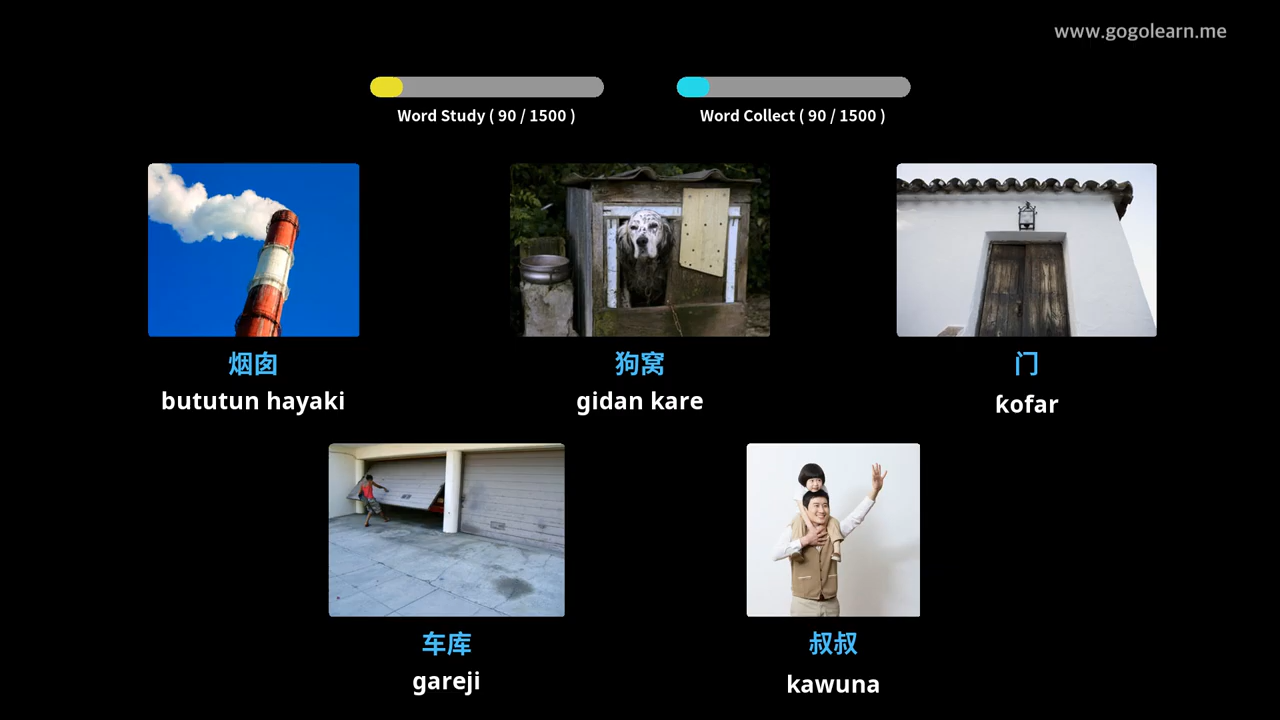 www.gogolearn.me
Word Study ( 90 / 1500 )
Word Collect ( 90 / 1500 )
烟囱
狗窝
门
bututun hayaki
gidan kare
ƙofar
车库
叔叔
gareji
kawuna